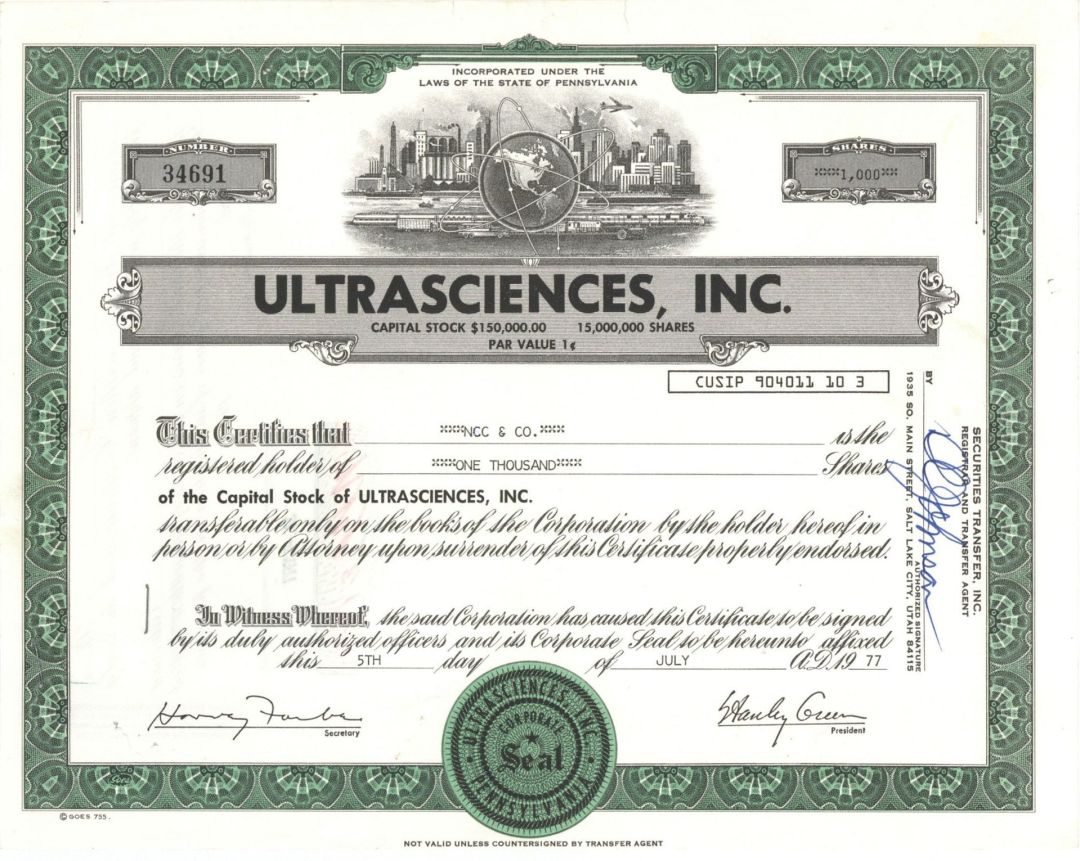 INCORPORATED UNDER THE
LAWS OF THE STATE OF PENNSYLVANIA
NUMBER
34691
SHARES
***1,000**
ULTRASCIENCES, INC.
CAPITAL STOCK $150,000.00 15,000,000 SHARES
PAR VALUE 1¢
CUSIP 904011 10 3
This Certifies that ***NCC & CO.*** is the
registered holder of ***ONE THOUSAND*** Shares
of the Capital Stock of ULTRASCIENCES, INC.
transferable only on the books of the Corporation by the holder hereof in
person or by Attorney upon surrender of this Certificate properly endorsed.
In Witness Whereof, the said Corporation has caused this Certificate to be signed
by its duly authorized officers and its Corporate Seal to be hereunto affixed
this 5TH day of JULY A.D. 19 77
Stanley Green
Secretary
President
ULTRASCIENCES, INC.
CORPORATE
Seal
PENNSYLVANIA
SECURITIES TRANSFER, INC.
REGISTRAR AND TRANSFER AGENT
BY
AUTHORIZED SIGNATURE
1935 SO. MAIN STREET, SALT LAKE CITY, UTAH 84115
Goes
© GOES 755.
NOT VALID UNLESS COUNTERSIGNED BY TRANSFER AGENT